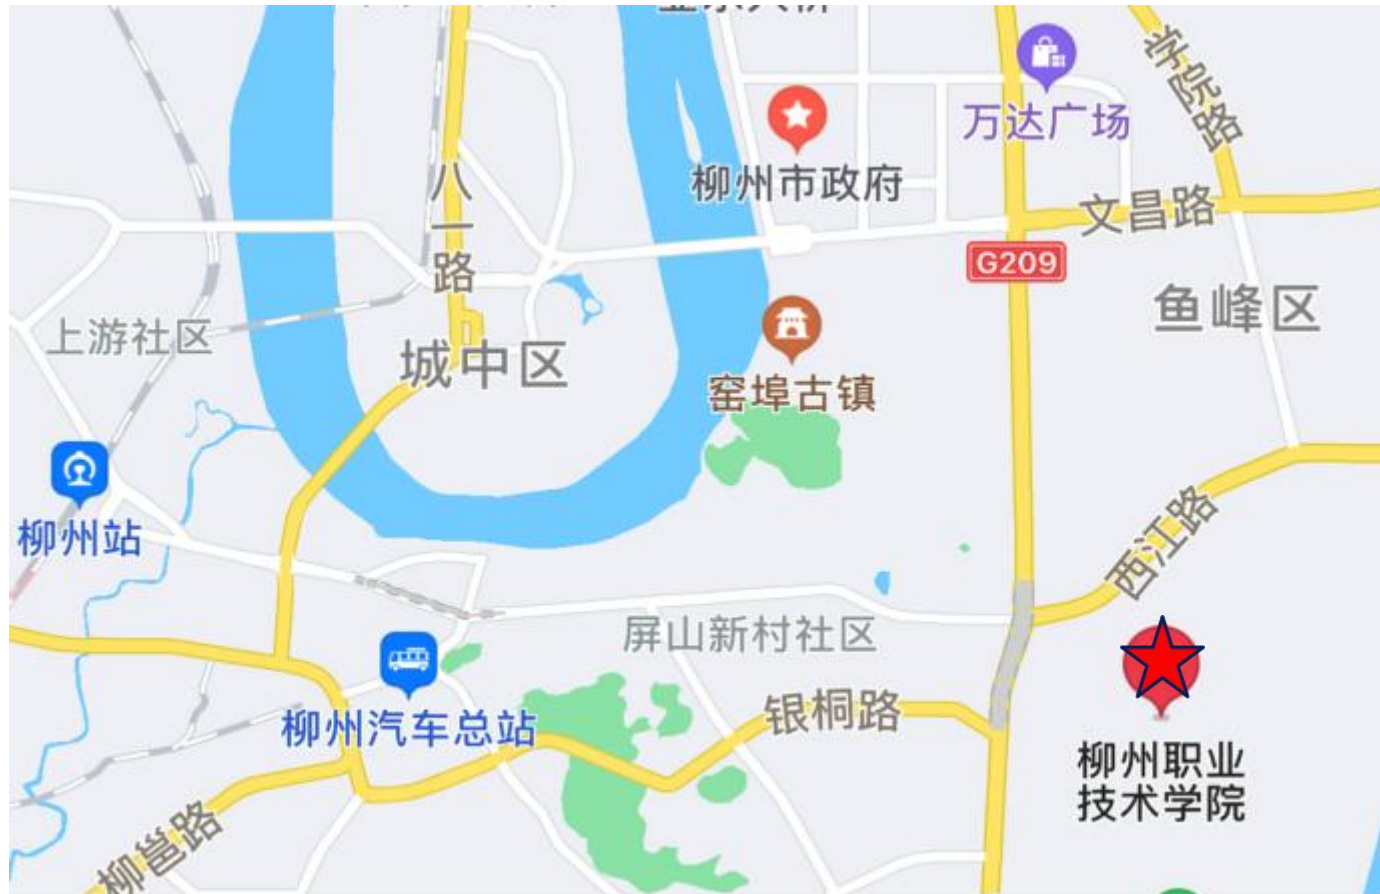 万达广场
学院路
柳州市政府
八一路
文昌路
G209
鱼峰区
上游社区
城中区
窑埠古镇
柳州站
西江路
屏山新村社区
银桐路
柳州汽车总站
柳州职业
技术学院
柳邕路